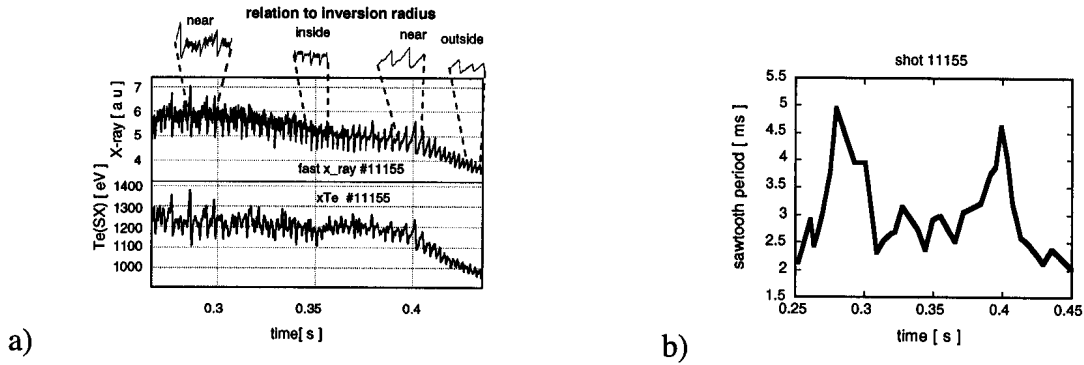 relation to inversion radius
near
inside
near
outside
X-ray [ a u ]
7
6
5
4
fast x_ray #11155
Te(SX) [ eV ]
1400
1300
1200
1100
1000
xTe #11155
0.3
0.35
0.4
time[ s ]
a)
shot 11155
sawtooth period [ ms ]
5.5
5
4.5
4
3.5
3
2.5
2
1.5
0.25
0.3
0.35
0.4
0.45
time [ s ]
b)